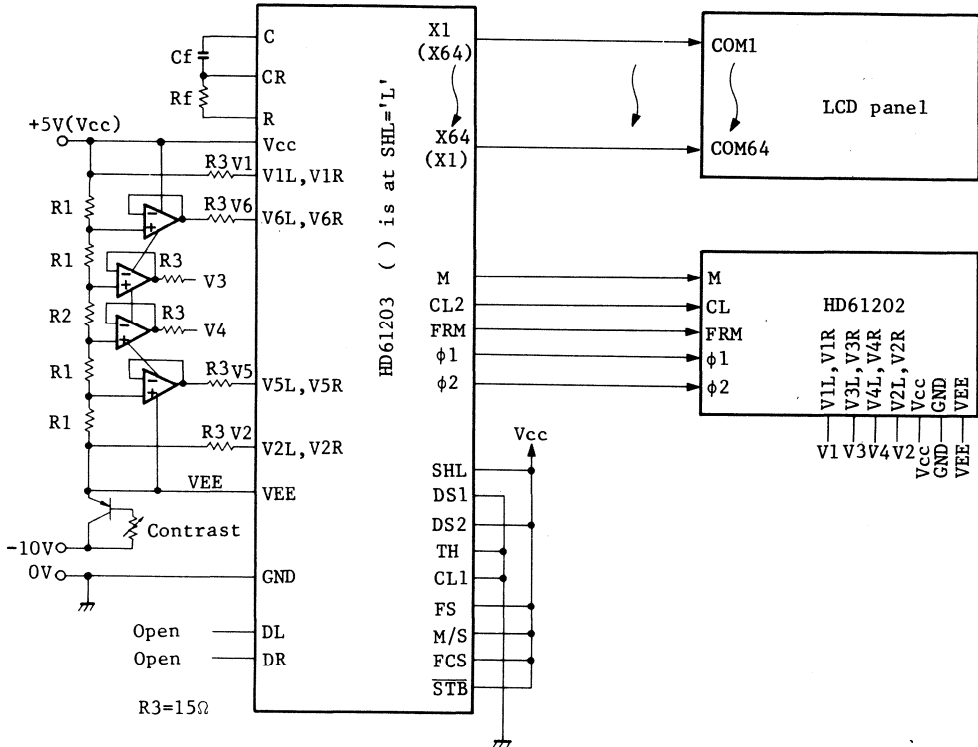 C
Cf
CR
Rf
R
+5V(Vcc)
Vcc
R3 V1
V1L,V1R
R1
R3 V6
V6L,V6R
R1
R3
V3
R2
R3
V4
R1
R3 V5
V5L,V5R
R1
R3 V2
V2L,V2R
VEE
VEE
Contrast
-10V
0V
GND
Open
DL
Open
DR
R3=15Ω
HD61203 ( ) is at SHL='L'
X1
(X64)
X64
(X1)
M
CL2
FRM
φ1
φ2
Vcc
SHL
DS1
DS2
TH
CL1
FS
M/S
FCS
STB
COM1
LCD panel
COM64
M
CL
HD61202
FRM
φ1
φ2
V1L,V1R
V3L,V3R
V4L,V4R
V2L,V2R
Vcc
GND
VEE
V1
V3
V4
V2
Vcc
GND
VEE